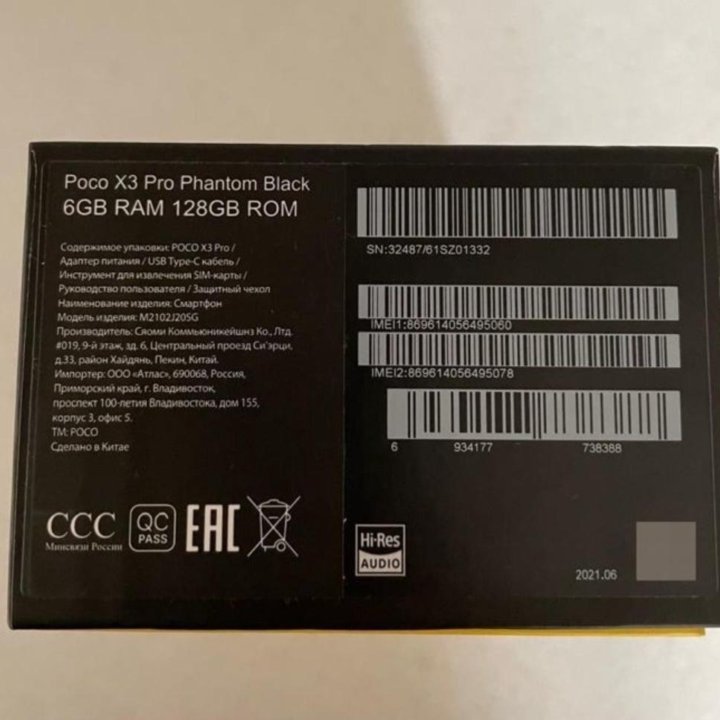 Poco X3 Pro Phantom Black
6GB RAM 128GB ROM
Содержимое упаковки: POCO X3 Pro /
Адаптер питания / USB Type-C кабель /
Инструмент для извлечения SIM-карты /
Руководство пользователя / Защитный чехол
Наименование изделия: Смартфон
Модель изделия: M2102J20SG
Производитель: Сяоми Коммьюникейшнз Ко., Лтд.
#019, 9-й этаж, зд. 6, Центральный проезд Си'эрци,
д.33, район Хайдянь, Пекин, Китай.
Импортер: ООО «Атлас», 690068, Россия,
Приморский край, г. Владивосток,
проспект 100-летия Владивостока, дом 155,
корпус 3, офис 5.
ТМ: POCO
Сделано в Китае
CCC
Минсвязи России
QC
PASS
EAC
SN:32487/61SZ01332
IMEI1:869614056495060
IMEI2:869614056495078
6 934177 738388
Hi-Res
AUDIO
2021.06